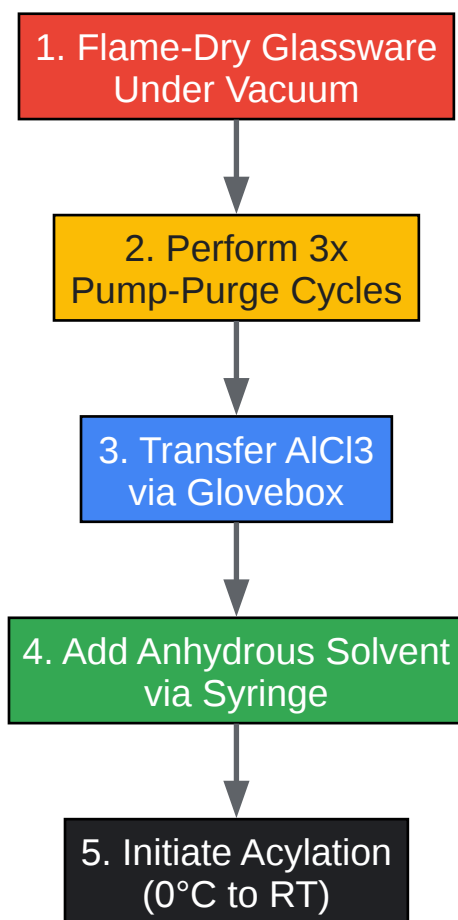 1. Flame-Dry Glassware
Under Vacuum
2. Perform 3x
Pump-Purge Cycles
3. Transfer AlCl3
via Glovebox
4. Add Anhydrous Solvent
via Syringe
5. Initiate Acylation
(0°C to RT)